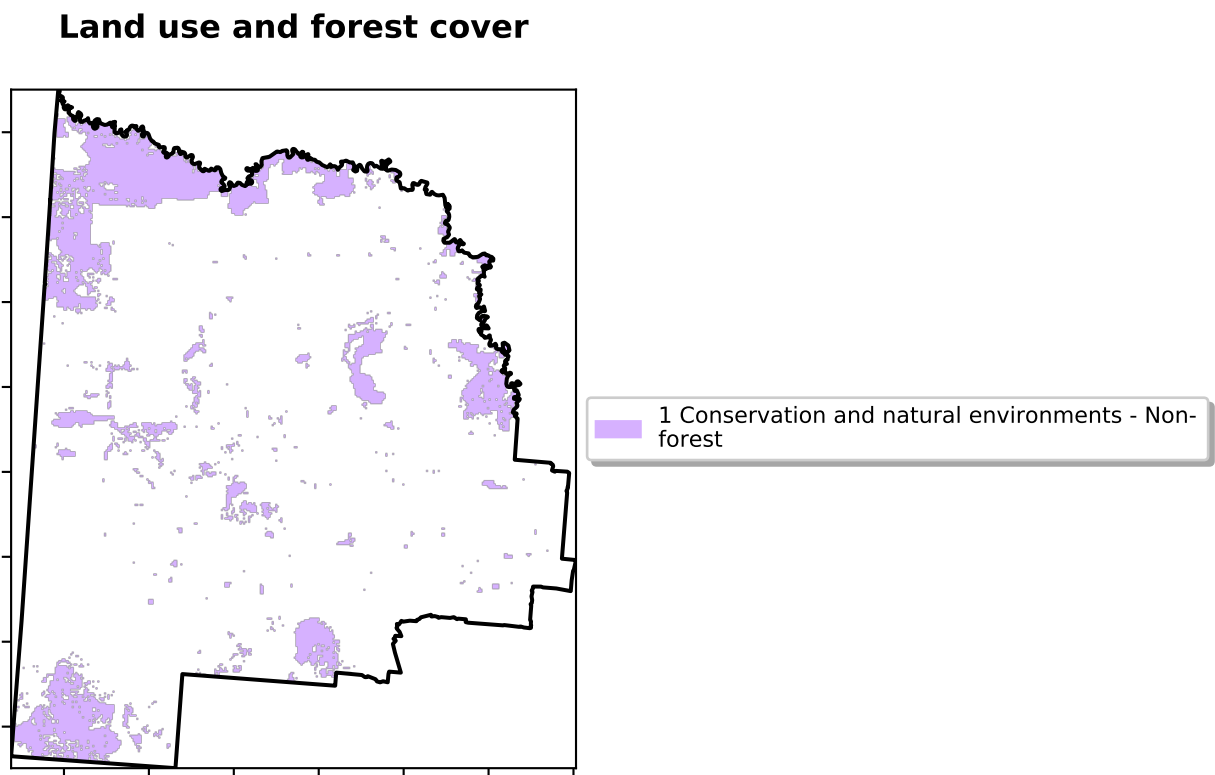 Land use and forest cover
1 Conservation and natural environments - Non-
forest